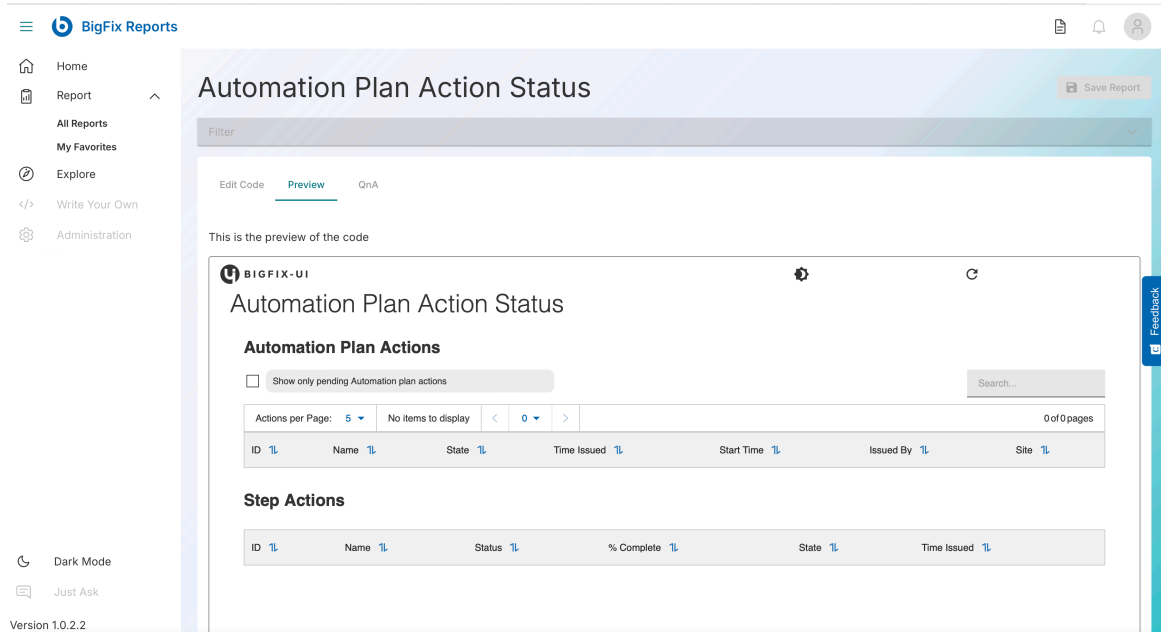 BigFix Reports
Home
Report
All Reports
My Favorites
Explore
Write Your Own
Administration
Dark Mode
Just Ask
Version 1.0.2.2
Automation Plan Action Status
Save Report
Filter
Edit Code Preview QnA
This is the preview of the code
BIGFIX-UI
Automation Plan Action Status
Automation Plan Actions
Show only pending Automation plan actions
Search...
Actions per Page: 5 No items to display 0 0 of 0 pages
ID Name State Time Issued Start Time Issued By Site
Step Actions
ID Name Status % Complete State Time Issued
Feedback